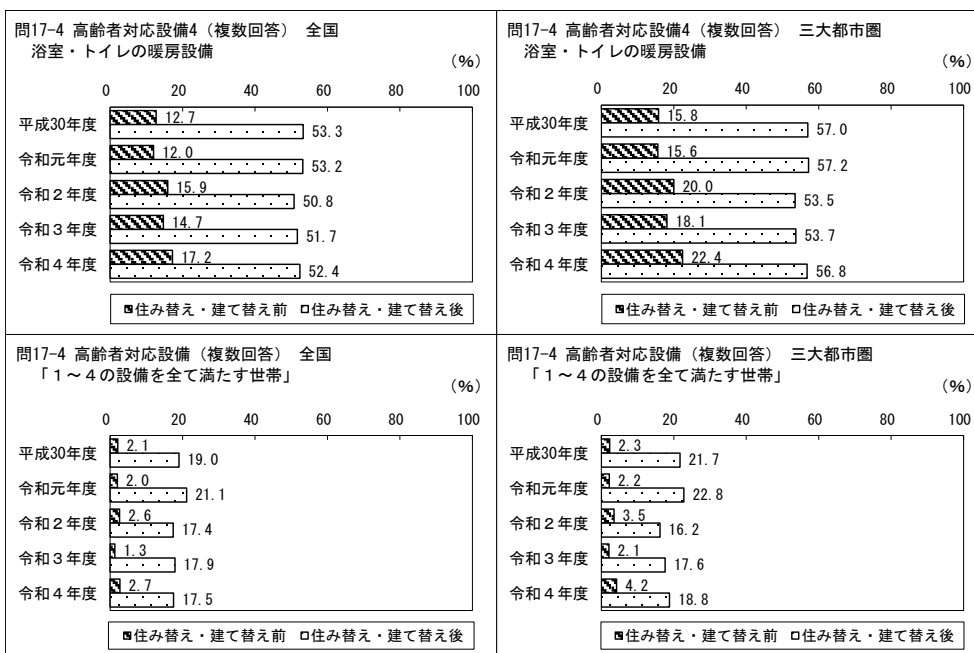 問17-4 高齢者対応設備4（複数回答） 全国
浴室・トイレの暖房設備
（%）
0 20 40 60 80 100
平成30年度 12.7 53.3
令和元年度 12.0 53.2
令和２年度 15.9 50.8
令和３年度 14.7 51.7
令和４年度 17.2 52.4
住み替え・建て替え前 住み替え・建て替え後
問17-4 高齢者対応設備4（複数回答） 三大都市圏
浴室・トイレの暖房設備
（%）
0 20 40 60 80 100
平成30年度 15.8 57.0
令和元年度 15.6 57.2
令和２年度 20.0 53.5
令和３年度 18.1 53.7
令和４年度 22.4 56.8
住み替え・建て替え前 住み替え・建て替え後
問17-4 高齢者対応設備（複数回答） 全国
「１～４の設備を全て満たす世帯」
（%）
0 20 40 60 80 100
平成30年度 2.1 19.0
令和元年度 2.0 21.1
令和２年度 2.6 17.4
令和３年度 1.3 17.9
令和４年度 2.7 17.5
住み替え・建て替え前 住み替え・建て替え後
問17-4 高齢者対応設備（複数回答） 三大都市圏
「１～４の設備を全て満たす世帯」
（%）
0 20 40 60 80 100
平成30年度 2.3 21.7
令和元年度 2.2 22.8
令和２年度 3.5 16.2
令和３年度 2.1 17.6
令和４年度 4.2 18.8
住み替え・建て替え前 住み替え・建て替え後